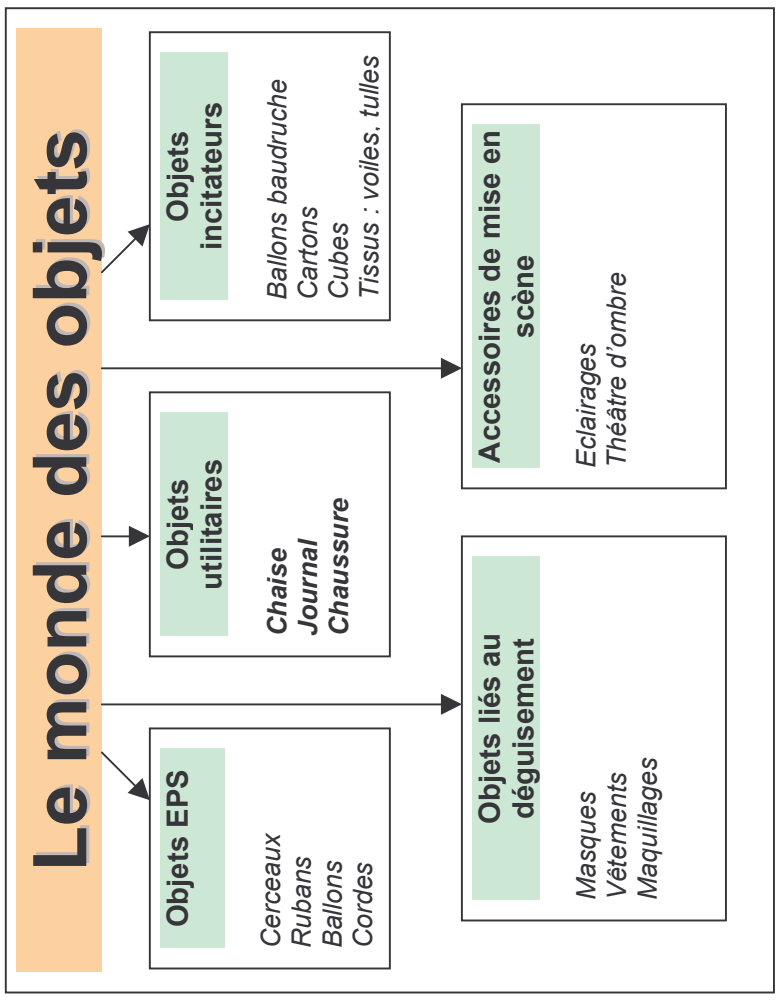 Le monde des objets
Objets EPS
Cerceaux
Rubans
Ballons
Cordes
Objets
utilitaires
Chaise
Journal
Chaussure
Objets
incitateurs
Ballons baudruche
Cartons
Cubes
Tissus : voiles, tulles
Objets liés au
déguisement
Masques
Vêtements
Maquillages
Accessoires de mise en
scène
Eclairages
Théâtre d'ombre